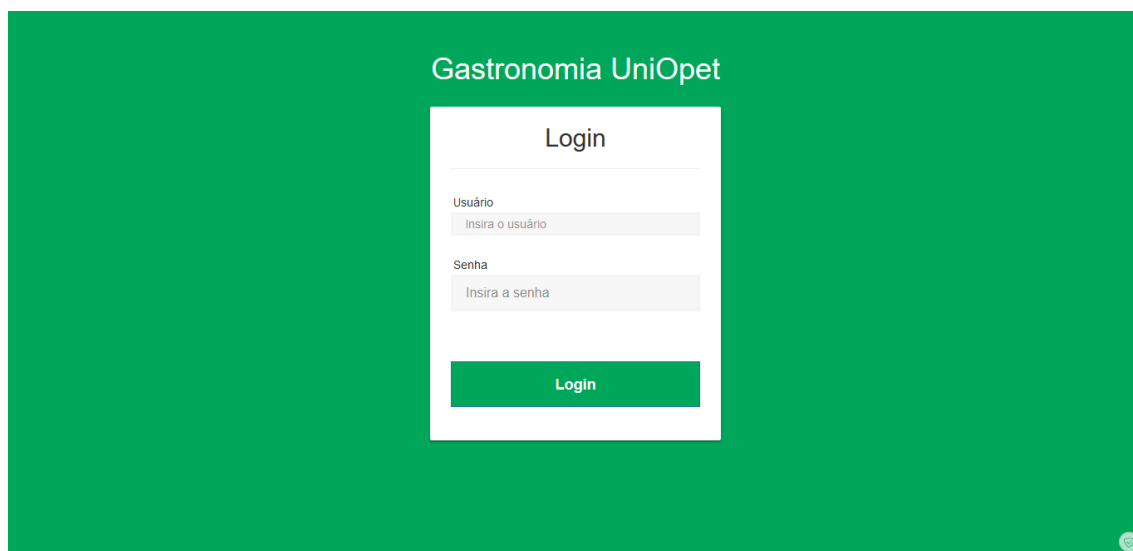 Gastronomia UniOpet
Login
Usuário
Insira o usuário
Senha
Insira a senha
Login